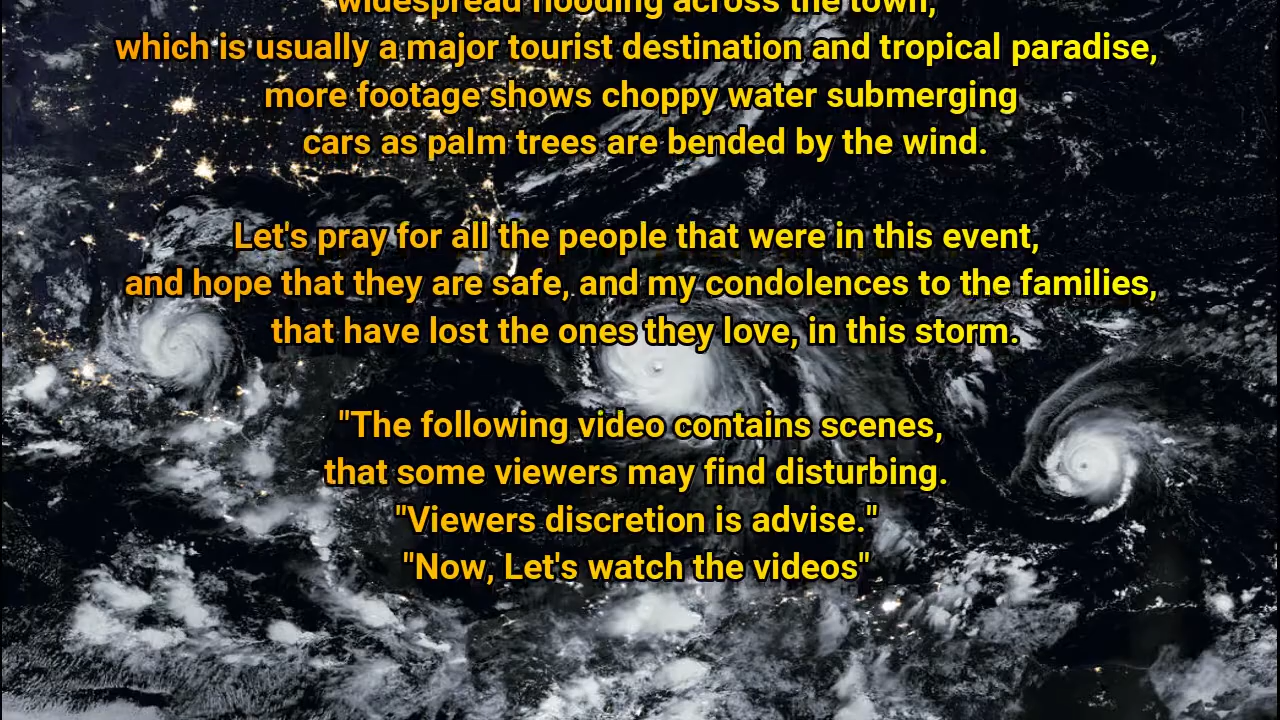 widespread flooding across the town,
which is usually a major tourist destination and tropical paradise,
more footage shows choppy water submerging
cars as palm trees are bended by the wind.
Let's pray for all the people that were in this event,
and hope that they are safe, and my condolences to the families,
that have lost the ones they love, in this storm.
"The following video contains scenes,
that some viewers may find disturbing.
"Viewers discretion is advise."
"Now, Let's watch the videos"